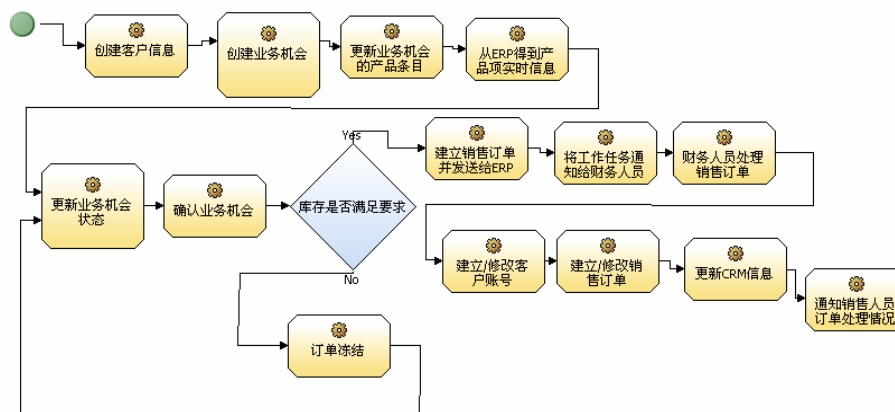 创建客户信息
创建业务机会
更新业务机会
的产品条目
从ERP得到产
品项实时信息
Yes
建立销售订单
并发送给ERP
将工作任务通
知给财务人员
财务人员处理
销售订单
更新业务机会
状态
确认业务机会
库存是否满足要求
No
建立/修改客
户账号
建立/修改销
售订单
更新CRM信息
通知销售人员
订单处理情况
订单冻结